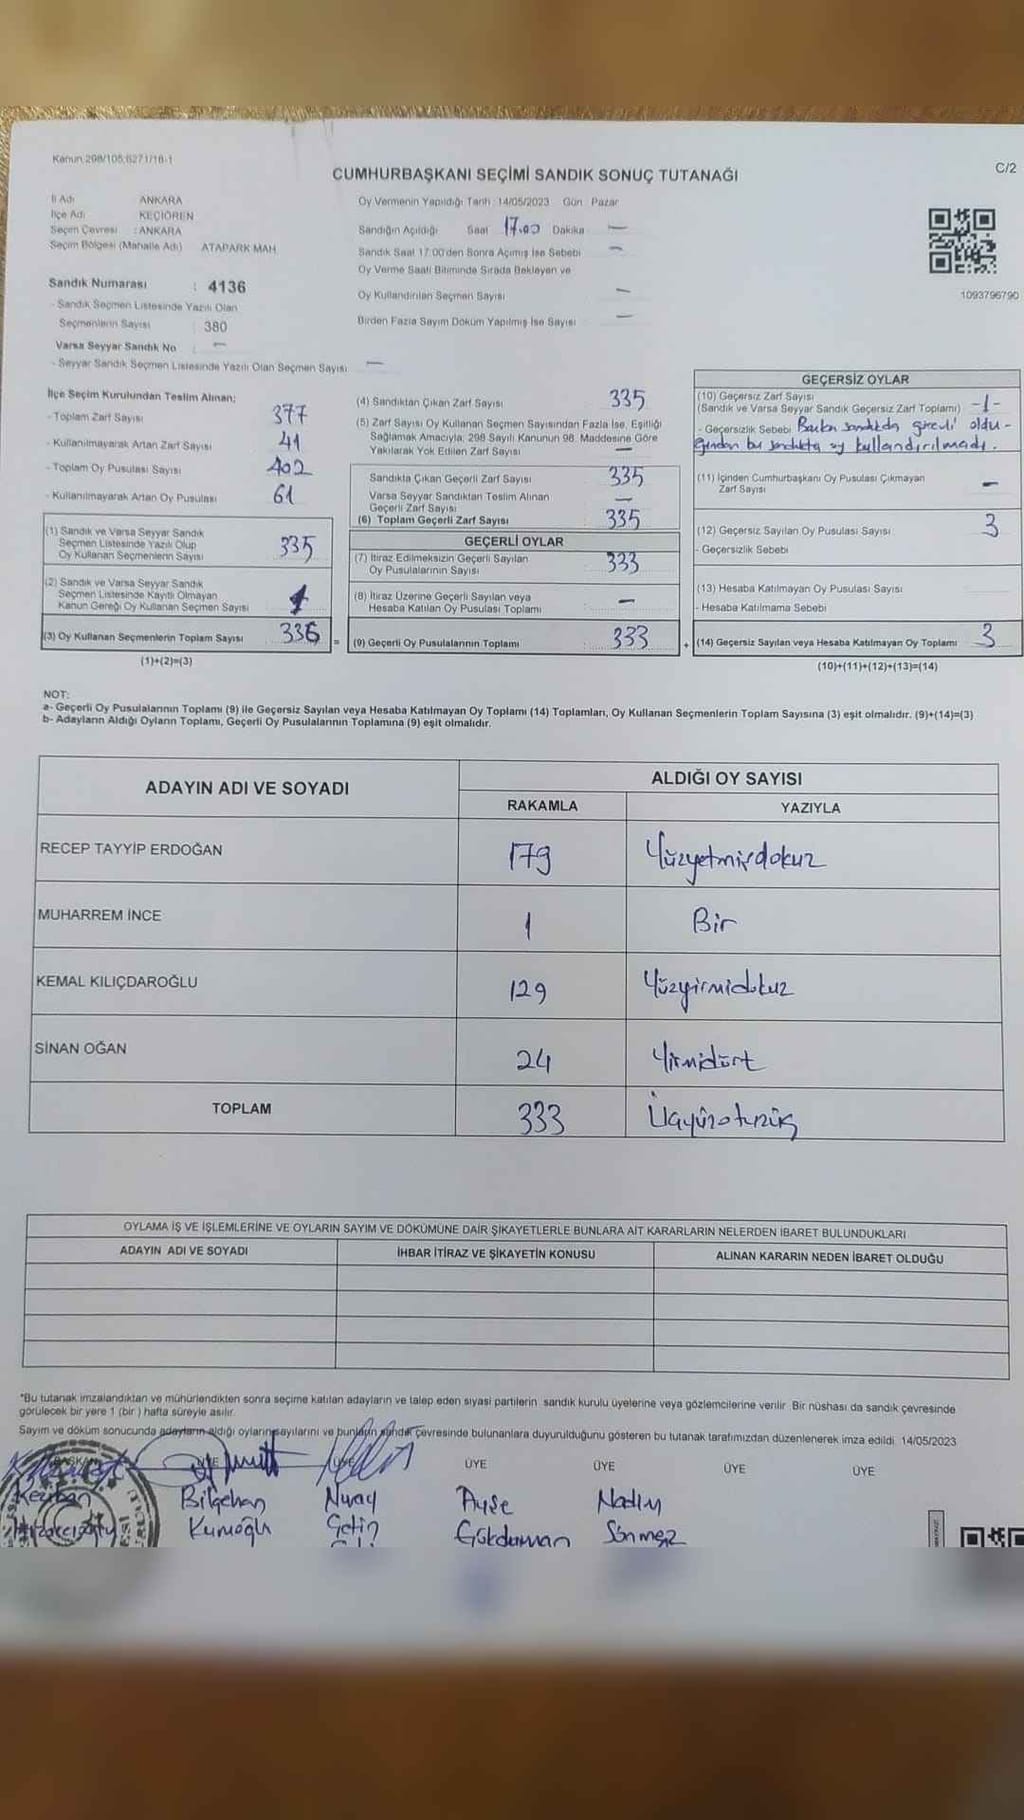 Kanun 298/105;6271/18-1
C/2
CUMHURBAŞKANI SEÇİMİ SANDIK SONUÇ TUTANAĞI
İl Adı ANKARA
İlçe Adı KEÇİÖREN
Seçim Çevresi : ANKARA
Seçim Bölgesi (Mahalle Adı) ATAPARK MAH
Oy Vermenin Yapıldığı Tarih 14/05/2023 Gün Pazar
Sandığın Açıldığı Saat 17.00 Dakika —
Sandık Saat 17:00'den Sonra Açımış İse Sebebi —
Oy Verme Saati Bitiminde Sırada Bekleyen ve
Oy Kullandırılan Seçmen Sayısı —
Birden Fazla Sayım Döküm Yapılmış İse Sayısı —
1093796790
Sandık Numarası : 4136
- Sandık Seçmen Listesinde Yazılı Olan
Seçmenlerin Sayısı 380
Varsa Seyyar Sandık No : —
- Seyyar Sandık Seçmen Listesinde Yazılı Olan Seçmen Sayısı —
İlçe Seçim Kurulundan Teslim Alınan;
- Toplam Zarf Sayısı 377
- Kullanılmayarak Artan Zarf Sayısı 41
- Toplam Oy Pusulası Sayısı 402
- Kullanılmayarak Artan Oy Pusulası 61
(1) Sandık ve Varsa Seyyar Sandık
Seçmen Listesinde Yazılı Olup
Oy Kullanan Seçmenlerin Sayısı 335
(2) Sandık ve Varsa Seyyar Sandık
Seçmen Listesinde Kayıtlı Olmayan
Kanun Gereği Oy Kullanan Seçmen Sayısı 1
(3) Oy Kullanan Seçmenlerin Toplam Sayısı 336 =
(1)+(2)=(3)
(4) Sandıktan Çıkan Zarf Sayısı 335
(5) Zarf Sayısı Oy Kullanan Seçmen Sayısından Fazla İse, Eşitliği
Sağlamak Amacıyla, 298 Sayılı Kanunun 98. Maddesine Göre
Yakılarak Yok Edilen Zarf Sayısı —
Sandıkta Çıkan Geçerli Zarf Sayısı 335
Varsa Seyyar Sandıktan Teslim Alınan
Geçerli Zarf Sayısı —
(6) Toplam Geçerli Zarf Sayısı 335
GEÇERLİ OYLAR
(7) İtiraz Edilmeksizin Geçerli Sayılan
Oy Pusulalarının Sayısı 333
(8) İtiraz Üzerine Geçerli Sayılan veya
Hesaba Katılan Oy Pusulası Toplamı —
(9) Geçerli Oy Pusulalarının Toplamı 333 +
GEÇERSİZ OYLAR
(10) Geçersiz Zarf Sayısı
(Sandık ve Varsa Seyyar Sandık Geçersiz Zarf Toplamı) -1-
- Geçersizlik Sebebi Başka sandıkda görevli oldu-
ğundan bu sandıkta oy kullandırılmadı.
(11) İçinden Cumhurbaşkanı Oy Pusulası Çıkmayan
Zarf Sayısı —
(12) Geçersiz Sayılan Oy Pusulası Sayısı 3
- Geçersizlik Sebebi
(13) Hesaba Katılmayan Oy Pusulası Sayısı
- Hesaba Katılmama Sebebi
(14) Geçersiz Sayılan veya Hesaba Katılmayan Oy Toplamı 3
(10)+(11)+(12)+(13)=(14)
NOT:
a- Geçerli Oy Pusulalarının Toplamı (9) ile Geçersiz Sayılan veya Hesaba Katılmayan Oy Toplamı (14) Toplamları, Oy Kullanan Seçmenlerin Toplam Sayısına (3) eşit olmalıdır. (9)+(14)=(3)
b- Adayların Aldığı Oyların Toplamı, Geçerli Oy Pusulalarının Toplamına (9) eşit olmalıdır.
ADAYIN ADI VE SOYADI
ALDIĞI OY SAYISI
RAKAMLA YAZIYLA
RECEP TAYYİP ERDOĞAN 179 Yüzyetmişdokuz
MUHARREM İNCE 1 Bir
KEMAL KILIÇDAROĞLU 129 Yüzyirmidokuz
SİNAN OĞAN 24 Yirmidört
TOPLAM 333 Üçyüzotuzüç
OYLAMA İŞ VE İŞLEMLERİNE VE OYLARIN SAYIM VE DÖKÜMÜNE DAİR ŞİKAYETLERLE BUNLARA AİT KARARLARIN NELERDEN İBARET BULUNDUKLARI
ADAYIN ADI VE SOYADI İHBAR İTİRAZ VE ŞİKAYETİN KONUSU ALINAN KARARIN NEDEN İBARET OLDUĞU
*Bu tutanak imzalandıktan ve mühürlendikten sonra seçime katılan adayların ve talep eden siyasi partilerin sandık kurulu üyelerine veya gözlemcilerine verilir Bir nüshası da sandık çevresinde
görülecek bir yere 1 (bir ) hafta süreyle asılır.
Sayım ve döküm sonucunda adayların aldığı oyların sayılarını ve bunların sandık çevresinde bulunanlara duyurulduğunu gösteren bu tutanak tarafımızdan düzenlenerek imza edildi. 14/05/2023
BAŞKAN ÜYE ÜYE ÜYE ÜYE ÜYE ÜYE
Bilgehan Nuray Ayşe Nadim
Kumoğlu Çetin Gökduman Sönmez